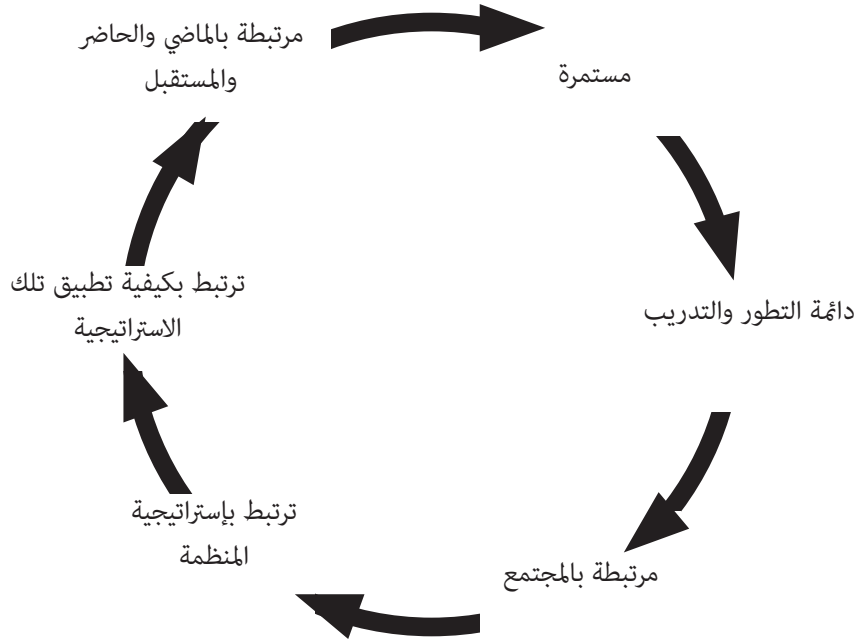 مرتبطة بالماضي والحاضر
والمستقبل
مستمرة
دائمة التطور والتدريب
مرتبطة بالمجتمع
ترتبط بإستراتيجية
المنظمة
ترتبط بكيفية تطبيق تلك
الاستراتيجية